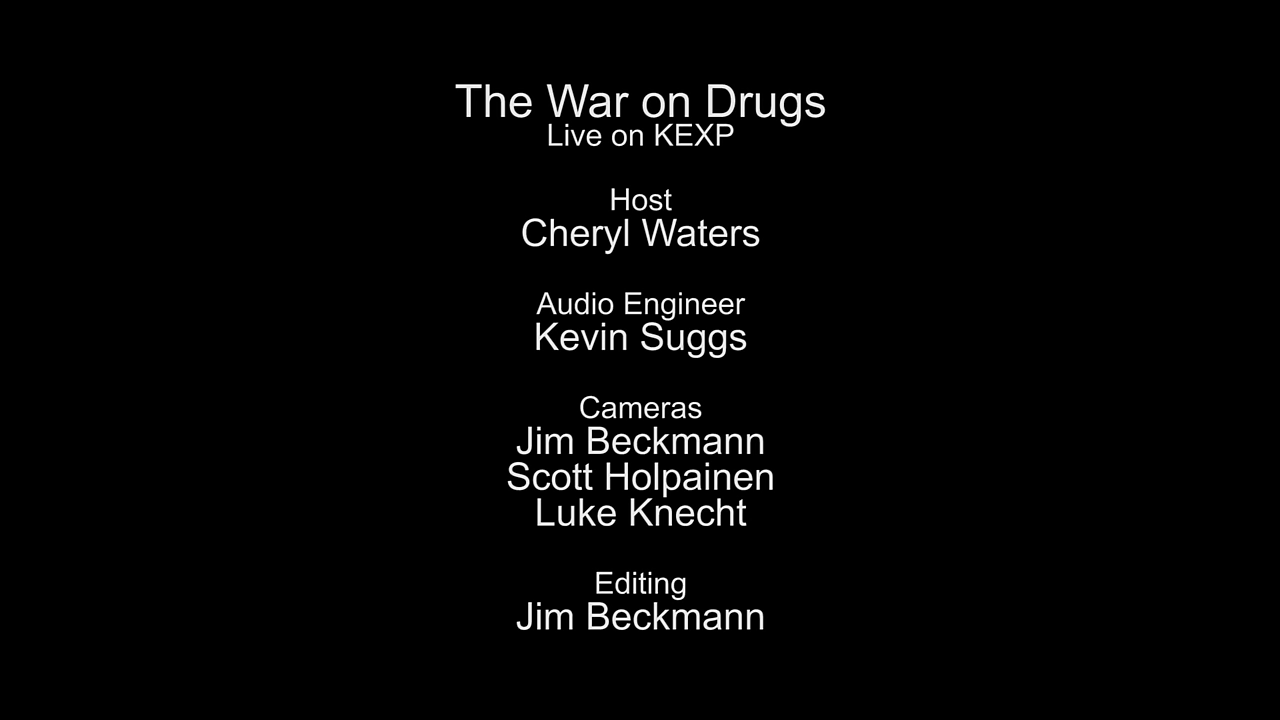 The War on Drugs
Live on KEXP
Host
Cheryl Waters
Audio Engineer
Kevin Suggs
Cameras
Jim Beckmann
Scott Holpainen
Luke Knecht
Editing
Jim Beckmann